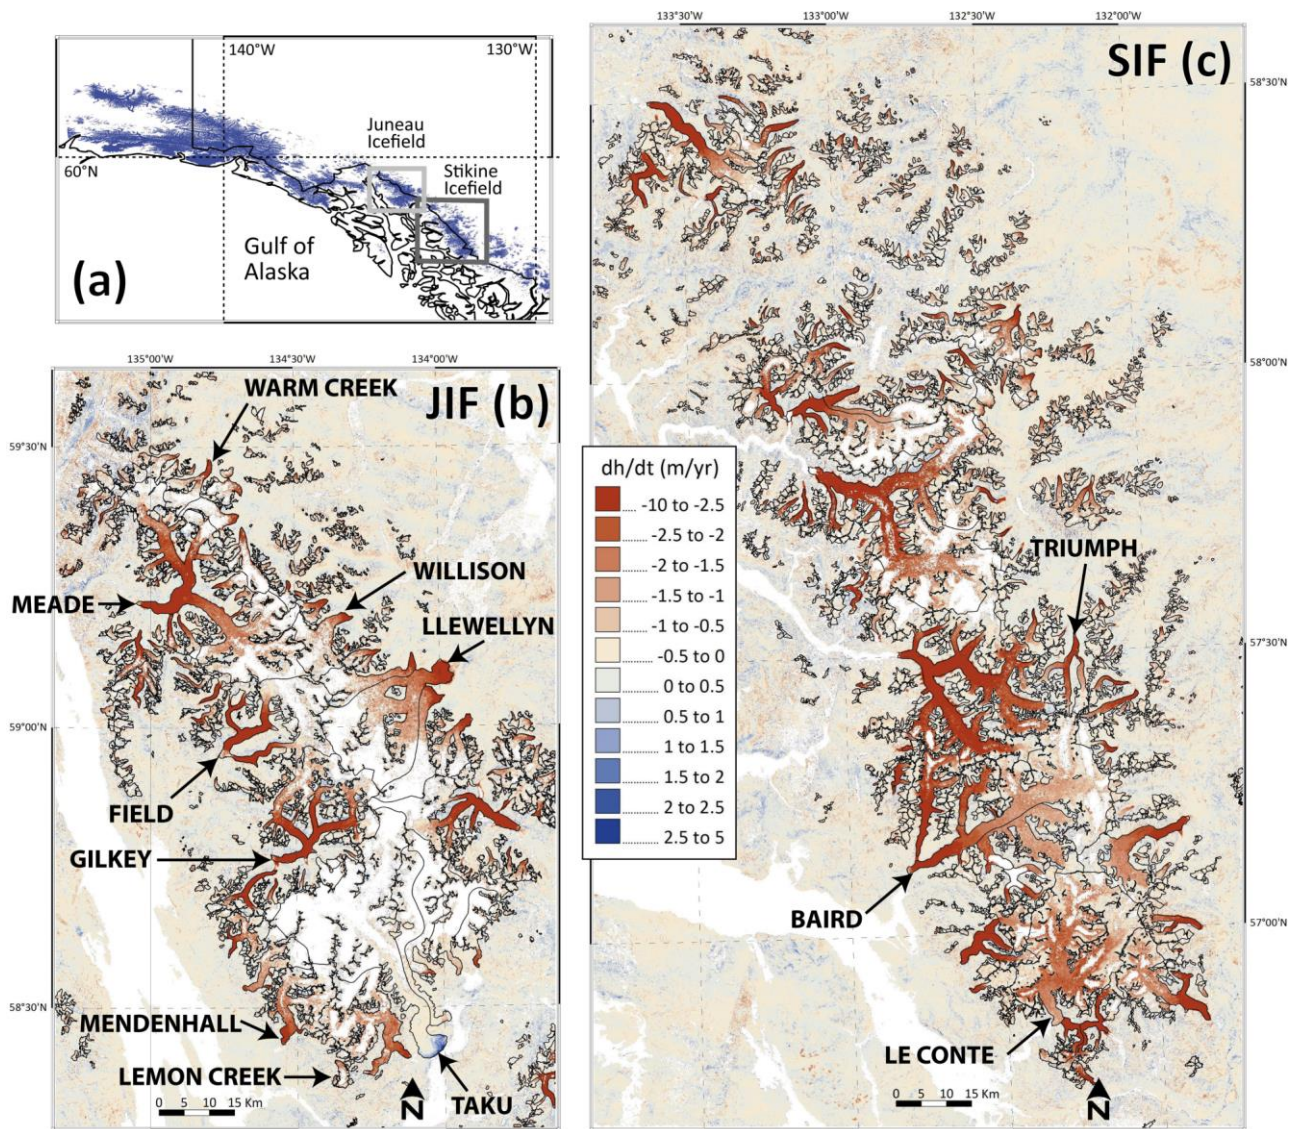 140°W
130°W
Juneau
Icefield
Stikine
Icefield
60°N
Gulf of
Alaska
(a)
135°00'W
134°30'W
134°00'W
JIF (b)
59°30'N
59°00'N
58°30'N
WARM CREEK
WILLISON
MEADE
LLEWELLYN
FIELD
GILKEY
MENDENHALL
LEMON CREEK
TAKU
0 5 10 15 Km
N
dh/dt (m/yr)
-10 to -2.5
-2.5 to -2
-2 to -1.5
-1.5 to -1
-1 to -0.5
-0.5 to 0
0 to 0.5
0.5 to 1
1 to 1.5
1.5 to 2
2 to 2.5
2.5 to 5
133°30'W
133°00'W
132°30'W
132°00'W
SIF (c)
58°30'N
58°00'N
57°30'N
57°00'N
TRIUMPH
BAIRD
LE CONTE
0 5 10 15 Km
N